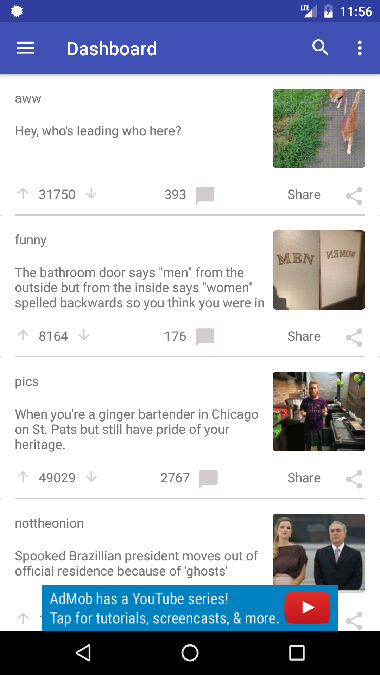 LTE 11:56
Dashboard
aww
Hey, who's leading who here?
31750 393 Share
funny
The bathroom door says "men" from the
outside but from the inside says "women"
spelled backwards so you think you were in
MEN NEMOW
8164 176 Share
pics
When you're a ginger bartender in Chicago
on St. Pats but still have pride of your
heritage.
49029 2767 Share
nottheonion
Spooked Brazillian president moves out of
official residence because of 'ghosts'
AdMob has a YouTube series!
Tap for tutorials, screencasts, & more.